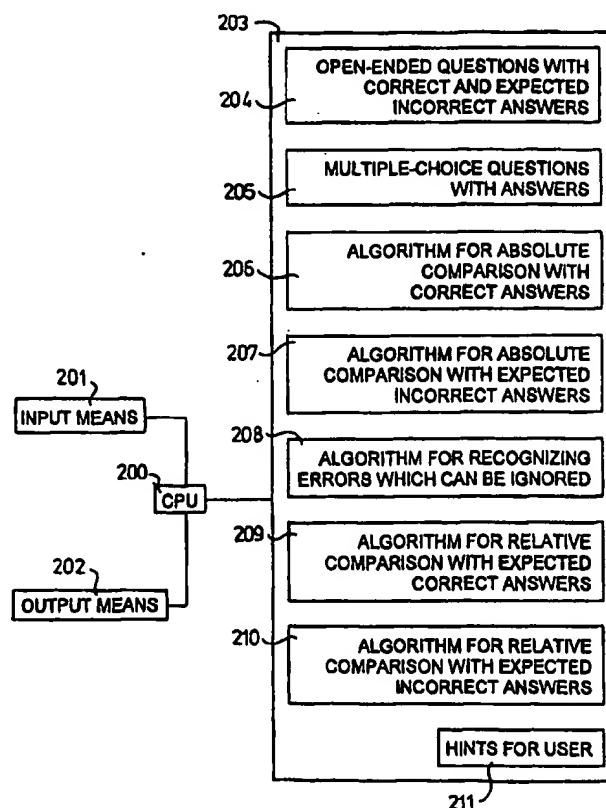 203
OPEN-ENDED QUESTIONS WITH
CORRECT AND EXPECTED
INCORRECT ANSWERS
204
MULTIPLE-CHOICE QUESTIONS
WITH ANSWERS
205
206
ALGORITHM FOR ABSOLUTE
COMPARISON WITH
CORRECT ANSWERS
207
ALGORITHM FOR ABSOLUTE
COMPARISON WITH EXPECTED
INCORRECT ANSWERS
201
INPUT MEANS
208
ALGORITHM FOR RECOGNIZING
ERRORS WHICH CAN BE IGNORED
200
CPU
209
ALGORITHM FOR RELATIVE
COMPARISON WITH EXPECTED
CORRECT ANSWERS
202
OUTPUT MEANS
210
ALGORITHM FOR RELATIVE
COMPARISON WITH EXPECTED
INCORRECT ANSWERS
HINTS FOR USER
211